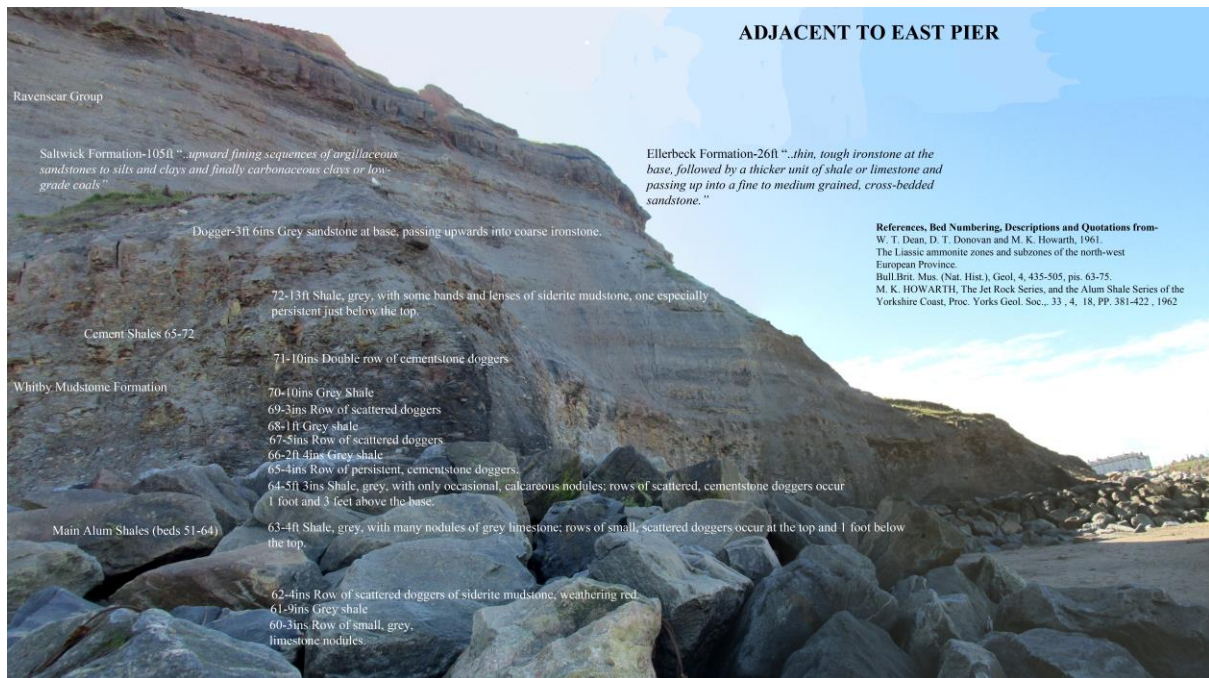 ADJACENT TO EAST PIER
Ravenscar Group
Saltwick Formation-105ft “..upward fining sequences of argillaceous
sandstones to silts and clays and finally carbonaceous clays or low-
grade coals”
Ellerbeck Formation-26ft “..thin, tough ironstone at the
base, followed by a thicker unit of shale or limestone and
passing up into a fine to medium grained, cross-bedded
sandstone.”
Dogger-3ft 6ins Grey sandstone at base, passing upwards into coarse ironstone.
References, Bed Numbering, Descriptions and Quotations from-
W. T. Dean, D. T. Donovan and M. K. Howarth, 1961.
The Liassic ammonite zones and subzones of the north-west
European Province.
Bull.Brit. Mus. (Nat. Hist.), Geol, 4, 435-505, pis. 63-75.
M. K. HOWARTH, The Jet Rock Series, and the Alum Shale Series of the
Yorkshire Coast, Proc. Yorks Geol. Soc.,. 33 , 4, 18, PP. 381-422 , 1962
72-13ft Shale, grey, with some bands and lenses of siderite mudstone, one especially
persistent just below the top.
Cement Shales 65-72
71-10ins Double row of cementstone doggers
Whitby Mudstome Formation
70-10ins Grey Shale
69-3ins Row of scattered doggers
68-1ft Grey shale
67-5ins Row of scattered doggers
66-2ft 4ins Grey shale
65-4ins Row of persistent, cementstone doggers.
64-5ft 3ins Shale, grey, with only occasional, calcareous nodules; rows of scattered, cementstone doggers occur
1 foot and 3 feet above the base.
Main Alum Shales (beds 51-64)
63-4ft Shale, grey, with many nodules of grey limestone; rows of small, scattered doggers occur at the top and 1 foot below
the top.
62-4ins Row of scattered doggers of siderite mudstone, weathering red.
61-9ins Grey shale
60-3ins Row of small, grey,
limestone nodules.